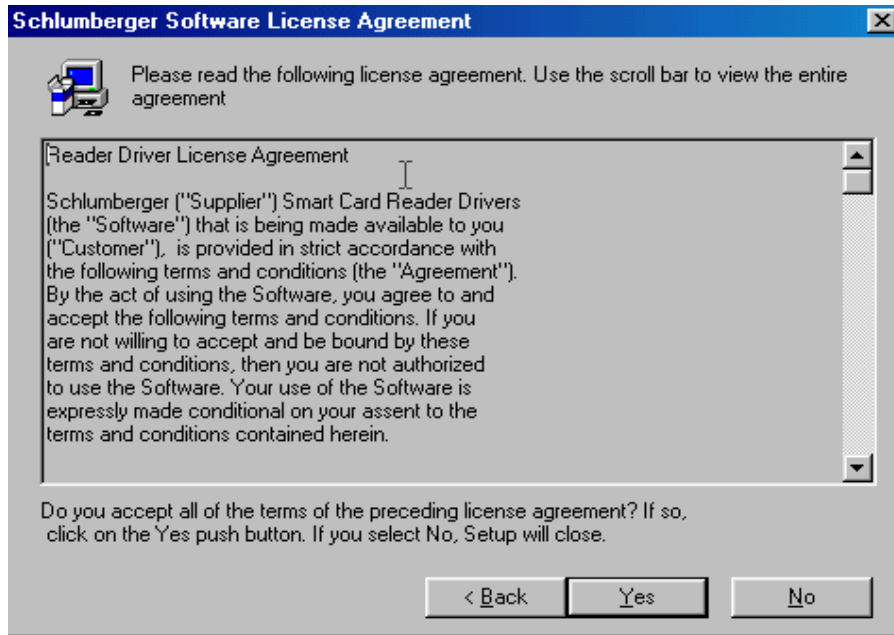 Schlumberger Software License Agreement
Please read the following license agreement. Use the scroll bar to view the entire
agreement
Reader Driver License Agreement
Schlumberger ("Supplier") Smart Card Reader Drivers
(the "Software") that is being made available to you
("Customer"),  is provided in strict accordance with
the following terms and conditions (the "Agreement").
By the act of using the Software, you agree to and
accept the following terms and conditions. If you
are not willing to accept and be bound by these
terms and conditions, then you are not authorized
to use the Software. Your use of the Software is
expressly made conditional on your assent to the
terms and conditions contained herein.
Do you accept all of the terms of the preceding license agreement? If so,
click on the Yes push button. If you select No, Setup will close.
< Back
Yes
No